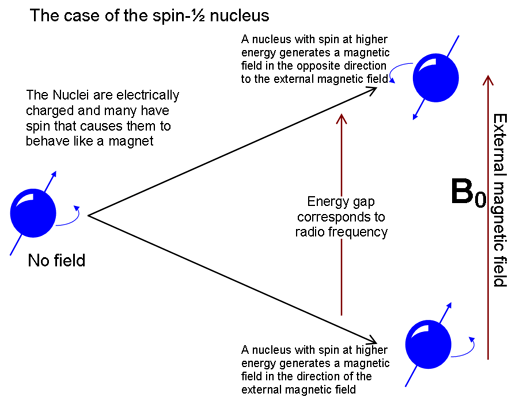 The case of the spin-½ nucleus
A nucleus with spin at higher
energy generates a magnetic
field in the opposite direction
to the external magnetic field
The Nuclei are electrically
charged and many have
spin that causes them to
behave like a magnet
External magnetic field
B0
Energy gap
corresponds to
radio frequency
No field
A nucleus with spin at higher
energy generates a magnetic
field in the direction of the
external magnetic field